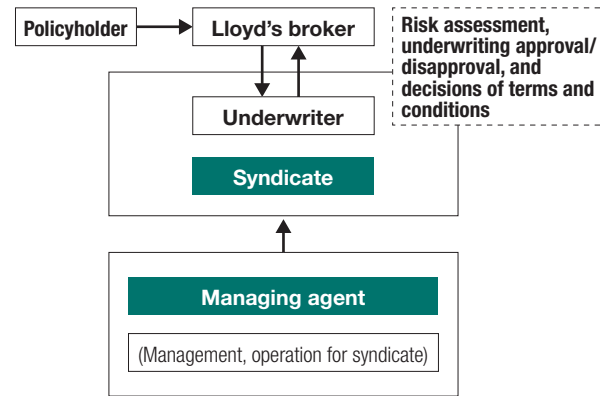 Policyholder
Lloyd's broker
Risk assessment,
underwriting approval/
disapproval, and
decisions of terms and
conditions
Underwriter
Syndicate
Managing agent
(Management, operation for syndicate)